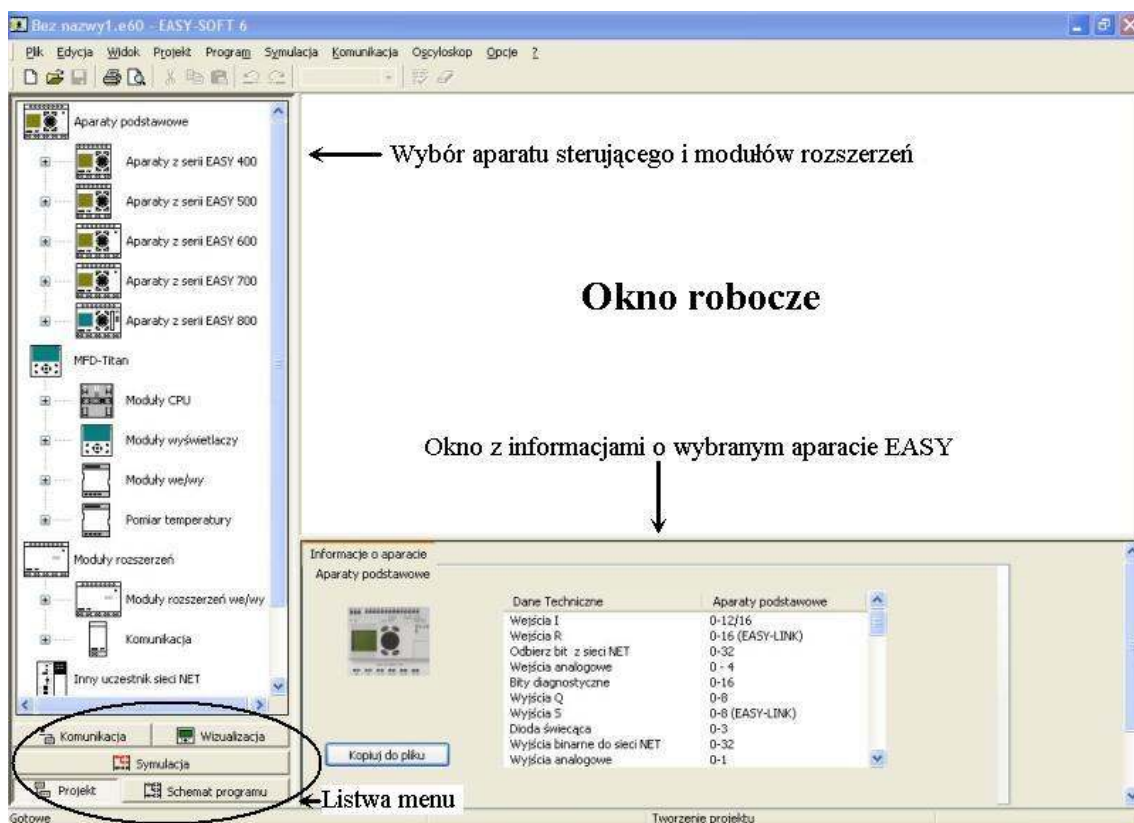 Bez nazwy1.e60 - EASY-SOFT 6
Plik Edycja Widok Projekt Program Symulacja Komunikacja Oscyloskop Opcje ?
Aparaty podstawowe
Aparaty z serii EASY 400
Aparaty z serii EASY 500
Aparaty z serii EASY 600
Aparaty z serii EASY 700
Aparaty z serii EASY 800
MFD-Titan
Moduły CPU
Moduły wyświetlaczy
Moduły we/wy
Pomiar temperatury
Moduły rozszerzeń
Moduły rozszerzeń we/wy
Komunikacja
Inny uczestnik sieci NET
Komunikacja
Wizualizacja
Symulacja
Projekt
Schemat programu
Wybór aparatu sterującego i modułów rozszerzeń
Okno robocze
Okno z informacjami o wybranym aparacie EASY
Informacje o aparacie
Aparaty podstawowe
Kopiuj do pliku
Dane Techniczne Aparaty podstawowe
Wejścia I 0-12/16
Wejścia R 0-16 (EASY-LINK)
Odbierz bit z sieci NET 0-32
Wejścia analogowe 0 - 4
Bity diagnostyczne 0-16
Wyjścia Q 0-8
Wyjścia S 0-8 (EASY-LINK)
Dioda świecąca 0-3
Wyjścia binarne do sieci NET 0-32
Wyjścia analogowe 0-1
Listwa menu
Gotowe
Tworzenie projektu